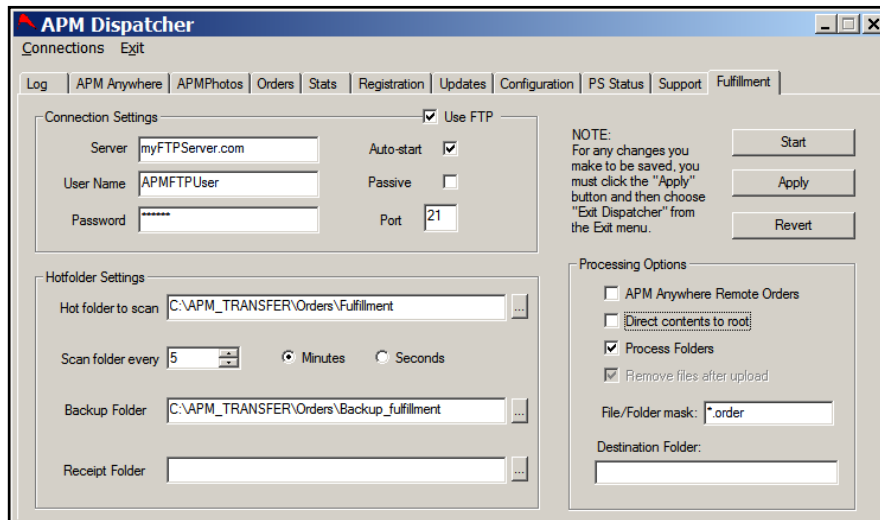 APM Dispatcher
Connections Exit
Log APM Anywhere APMPhotos Orders Stats Registration Updates Configuration PS Status Support Fulfillment
Connection Settings
Use FTP
Server myFTPServer.com
Auto-start
User Name APMFTPUser
Passive
Password ******
Port 21
NOTE:
For any changes you
make to be saved, you
must click the "Apply"
button and then choose
"Exit Dispatcher" from
the Exit menu.
Start
Apply
Revert
Hotfolder Settings
Hot folder to scan C:\APM_TRANSFER\Orders\Fulfillment ...
Scan folder every 5 Minutes Seconds
Backup Folder C:\APM_TRANSFER\Orders\Backup_fulfillment ...
Receipt Folder ...
Processing Options
APM Anywhere Remote Orders
Direct contents to root
Process Folders
Remove files after upload
File/Folder mask: *.order
Destination Folder: